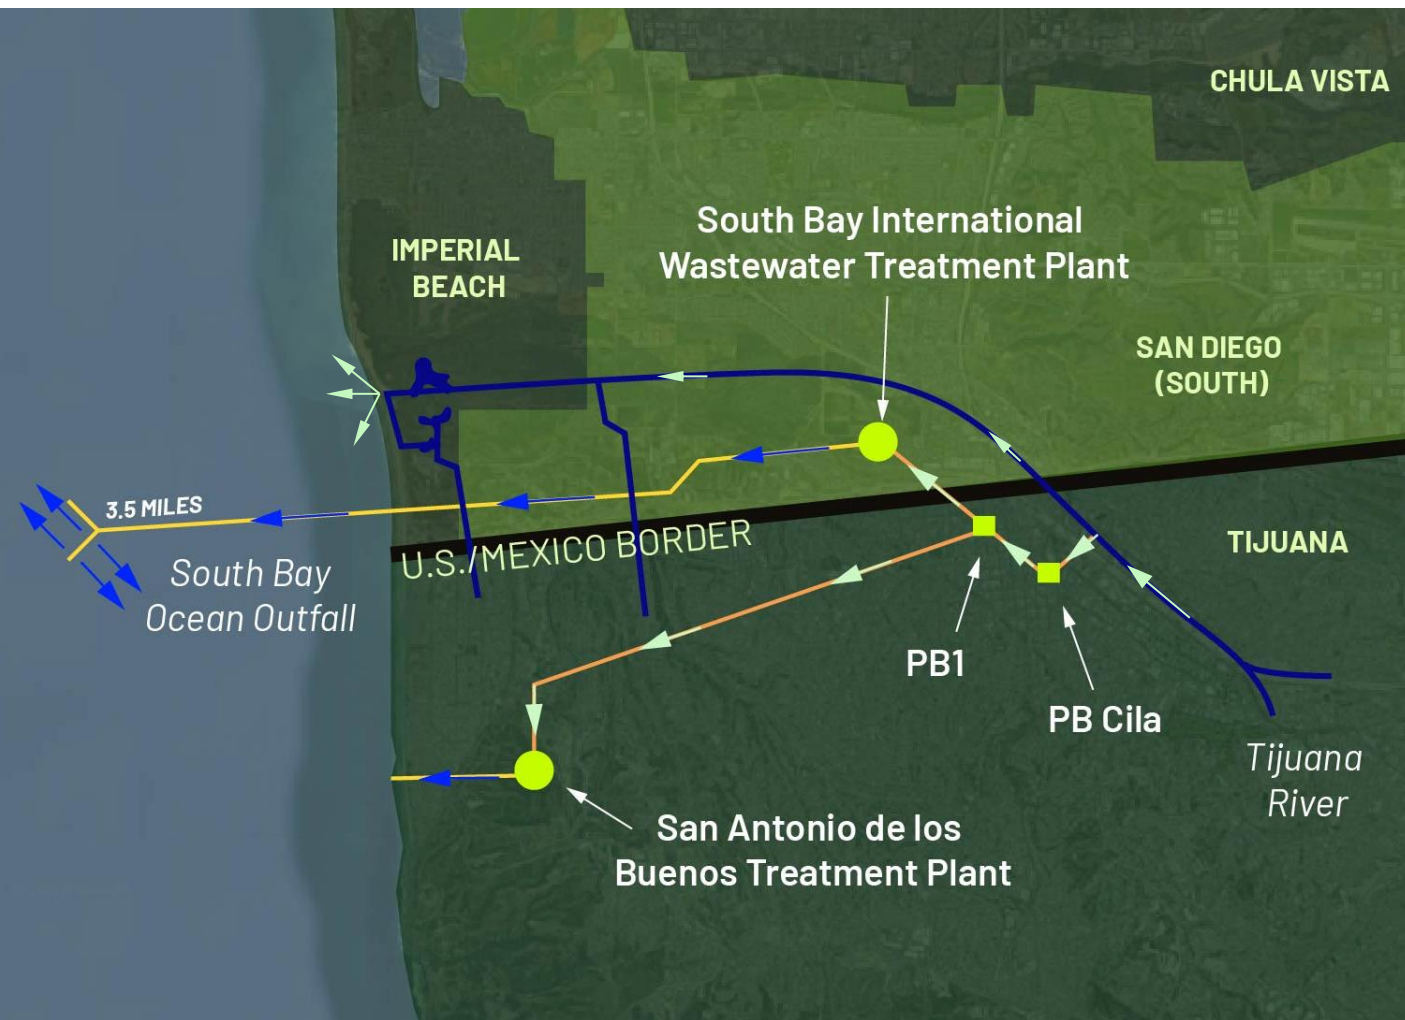 CHULA VISTA
South Bay International
Wastewater Treatment Plant
IMPERIAL
BEACH
SAN DIEGO
(SOUTH)
3.5 MILES
U.S./MEXICO BORDER
TIJUANA
South Bay
Ocean Outfall
PB1
PB Cila
Tijuana
River
San Antonio de los
Buenos Treatment Plant